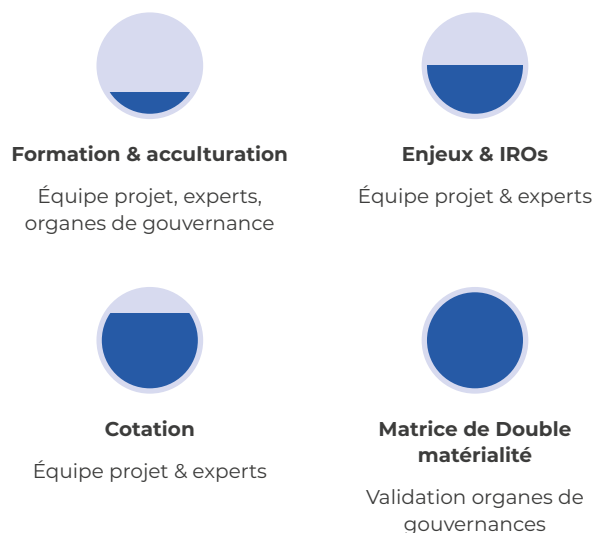 Formation & acculturation
Équipe projet, experts,
organes de gouvernance
Enjeux & IROs
Équipe projet & experts
Cotation
Équipe projet & experts
Matrice de Double
matérialité
Validation organes de
gouvernances